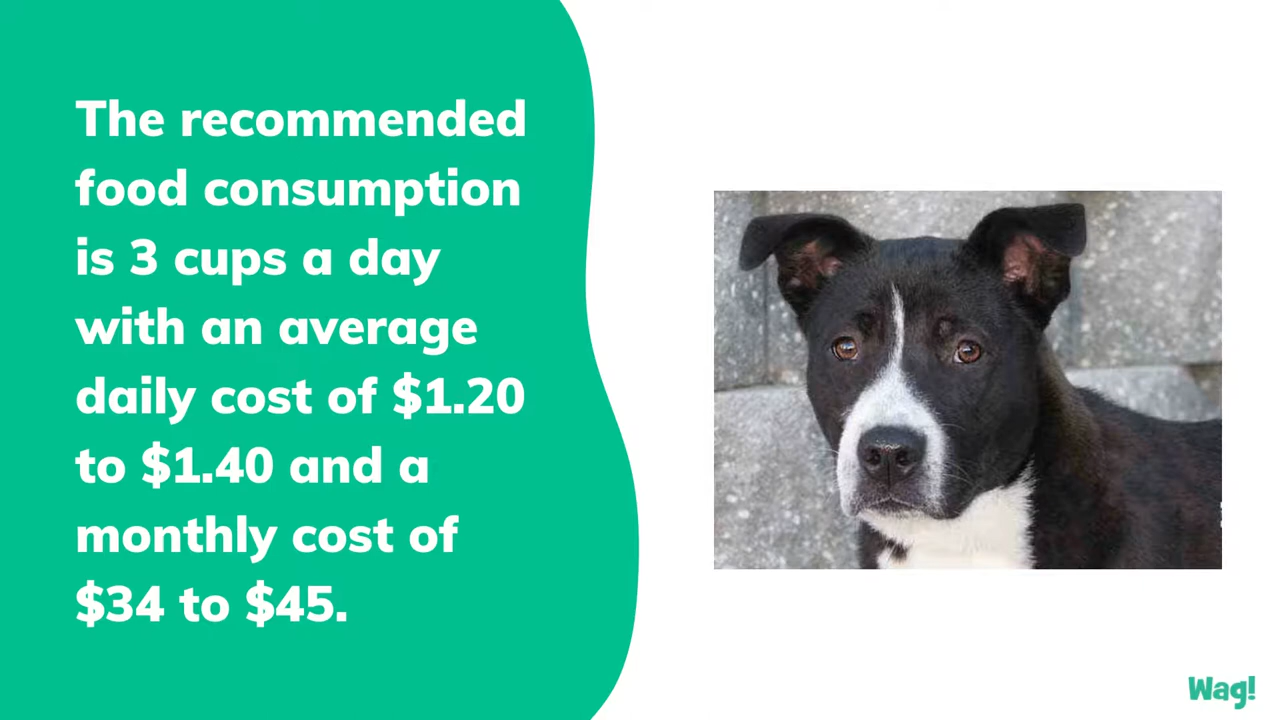 The recommended
food consumption
is 3 cups a day
with an average
daily cost of $1.20
to $1.40 and a
monthly cost of
$34 to $45.
Wag!